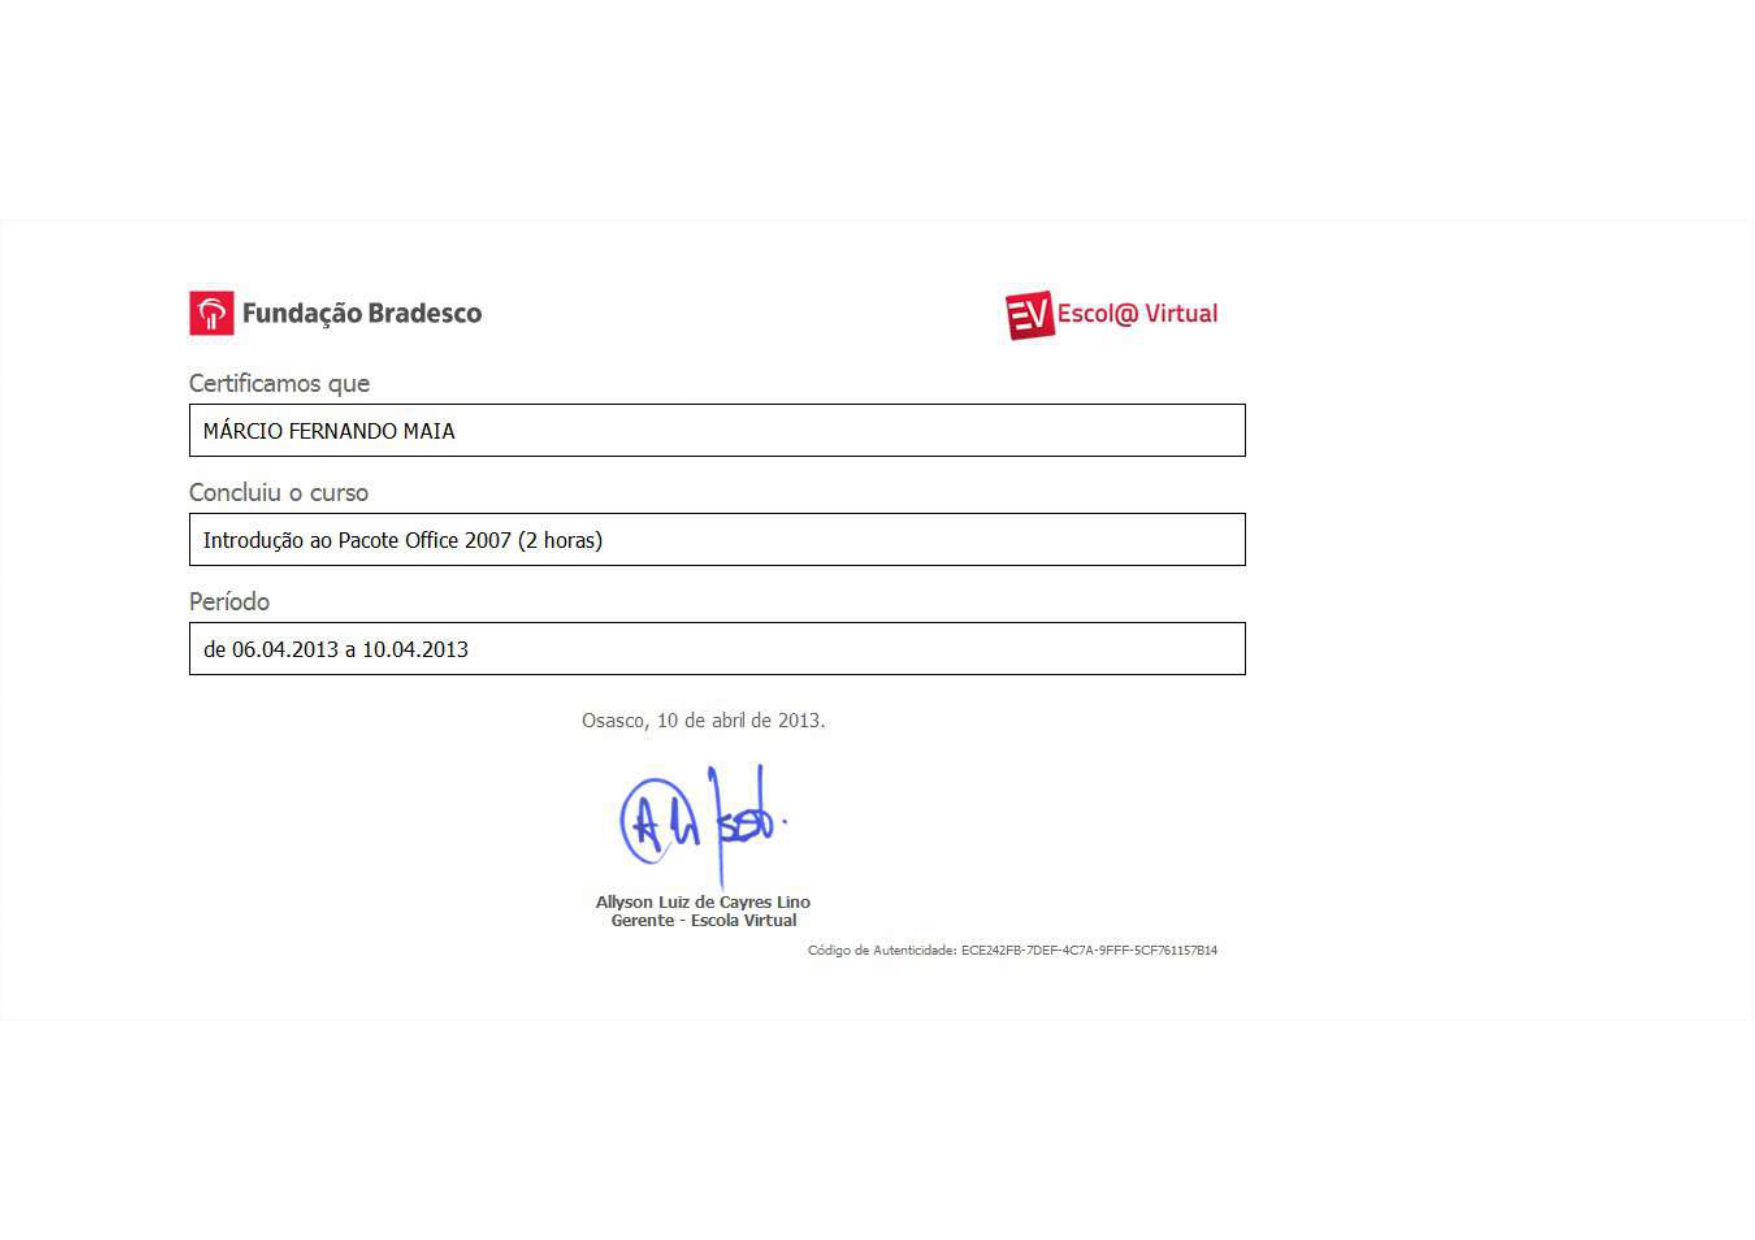 Fundação Bradesco
EV Escol@ Virtual
Certificamos que
MÁRCIO FERNANDO MAIA
Concluiu o curso
Introdução ao Pacote Office 2007 (2 horas)
Período
de 06.04.2013 a 10.04.2013
Osasco, 10 de abril de 2013.
Allyson Luiz de Cayres Lino
Gerente - Escola Virtual
Código de Autenticidade: ECE242FB-7DEF-4C7A-9FFF-5CF761157B14